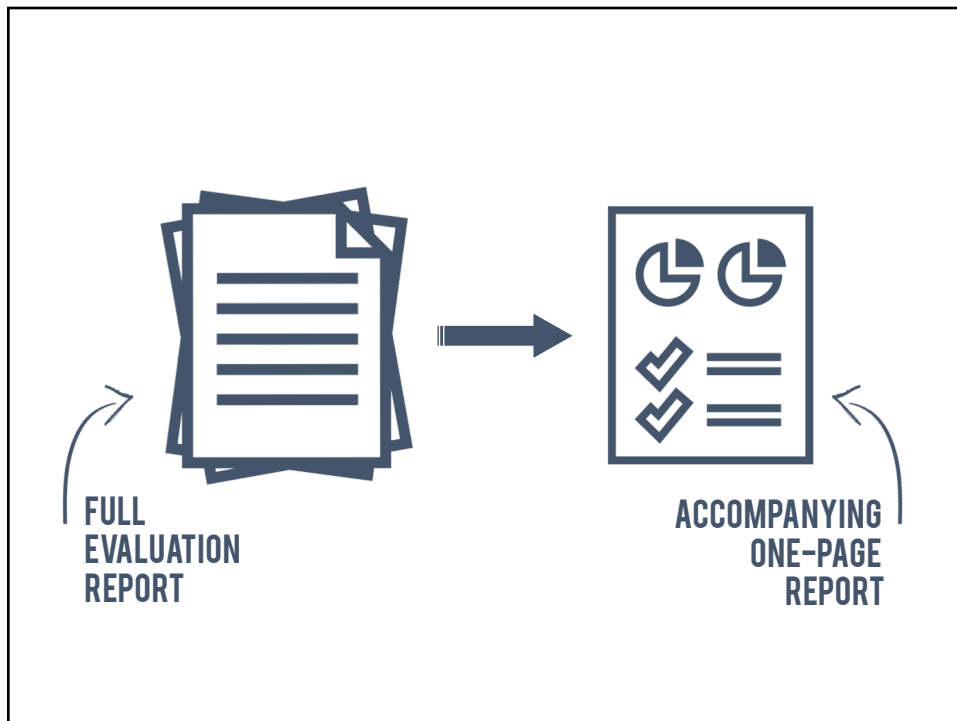 FULL
EVALUATION
REPORT
ACCOMPANYING
ONE-PAGE
REPORT